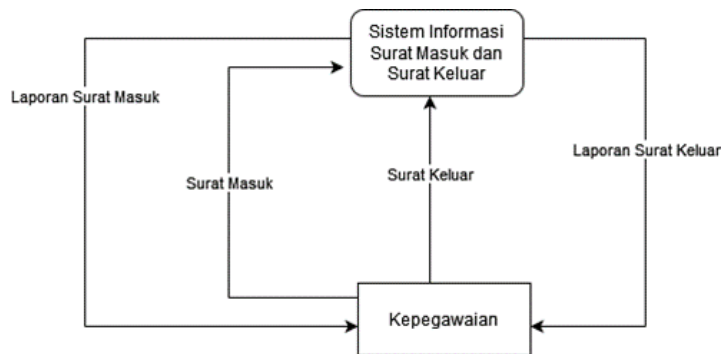 Sistem Informasi
Surat Masuk dan
Surat Keluar
Laporan Surat Masuk
Laporan Surat Keluar
Surat Masuk
Surat Keluar
Kepegawaian